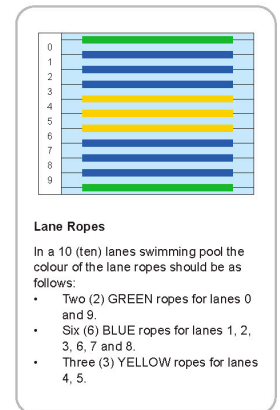 0
1
2
3
4
5
6
7
8
9
Lane Ropes
In a 10 (ten) lanes swimming pool the
colour of the lane ropes should be as
follows:
• Two (2) GREEN ropes for lanes 0
and 9.
• Six (6) BLUE ropes for lanes 1, 2,
3, 6, 7 and 8.
• Three (3) YELLOW ropes for lanes
4, 5.